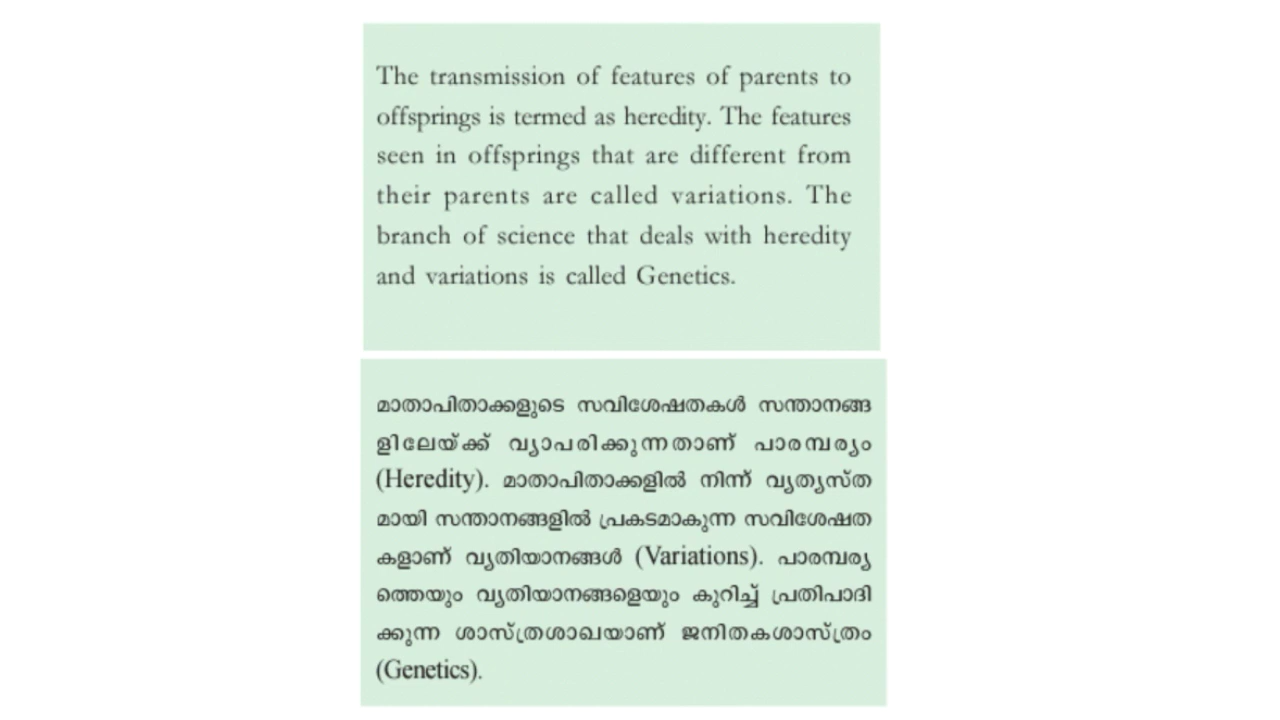 The transmission of features of parents to
offsprings is termed as heredity. The features
seen in offsprings that are different from
their parents are called variations. The
branch of science that deals with heredity
and variations is called Genetics.
മാതാപിതാക്കളുടെ സവിശേഷതകൾ സന്താനങ്ങ
ളിലേയ്ക്ക് വ്യാപരിക്കുന്നതാണ് പാരമ്പര്യം
(Heredity). മാതാപിതാക്കളിൽ നിന്ന് വ്യത്യസ്ത
മായി സന്താനങ്ങളിൽ പ്രകടമാകുന്ന സവിശേഷത
കളാണ് വ്യതിയാനങ്ങൾ (Variations). പാരമ്പര്യ
ത്തെയും വ്യതിയാനങ്ങളെയും കുറിച്ച് പ്രതിപാദി
ക്കുന്ന ശാസ്ത്രശാഖയാണ് ജനിതകശാസ്ത്രം
(Genetics).